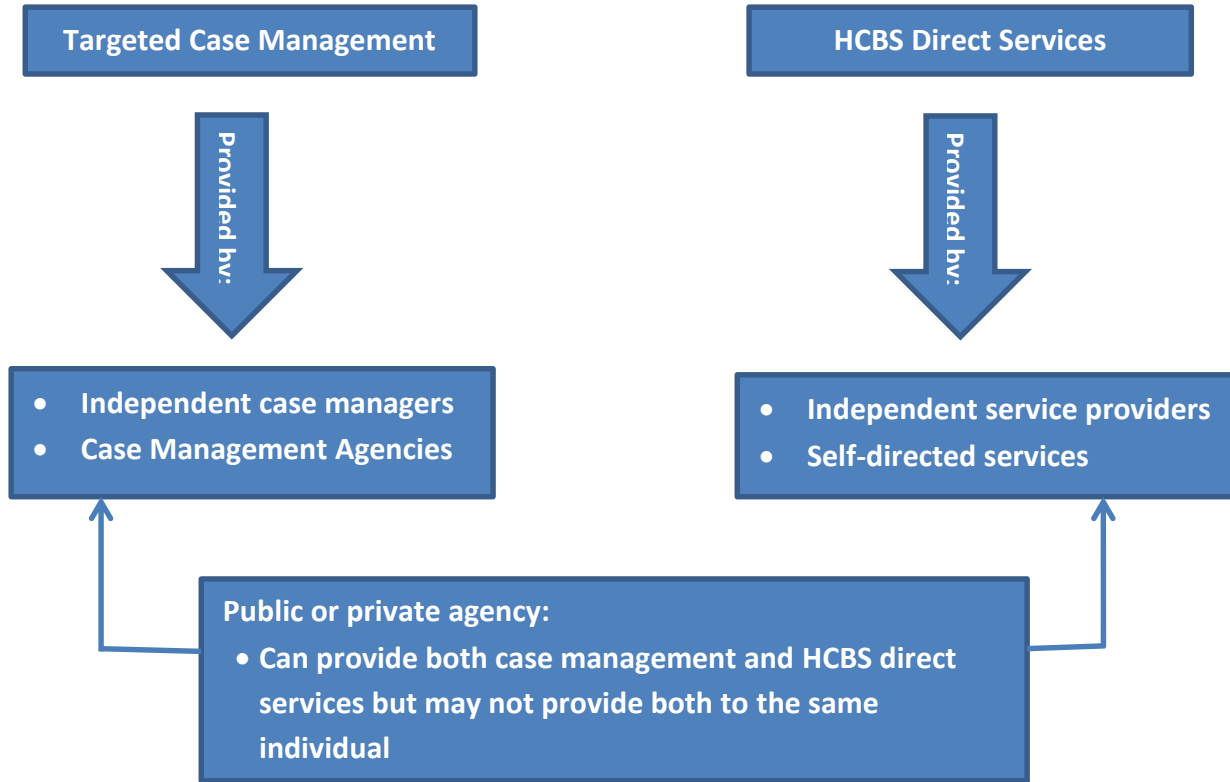 Targeted Case Management
HCBS Direct Services
Provided by:
Provided by:
• Independent case managers
• Case Management Agencies
• Independent service providers
• Self-directed services
Public or private agency:
• Can provide both case management and HCBS direct
services but may not provide both to the same
individual